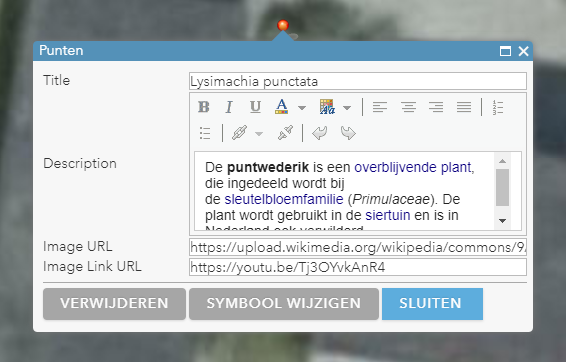 Punten
Title
Lysimachia punctata
B I U A
Description
De puntwederik is een overblijvende plant,
die ingedeeld wordt bij
de sleutelbloemfamilie (Primulaceae). De
plant wordt gebruikt in de siertuin en is in
Nederland ook verwilderd
Image URL
https://upload.wikimedia.org/wikipedia/commons/9/
Image Link URL
https://youtu.be/Tj3OYvkAnR4
VERWIJDEREN
SYMBOOL WIJZIGEN
SLUITEN